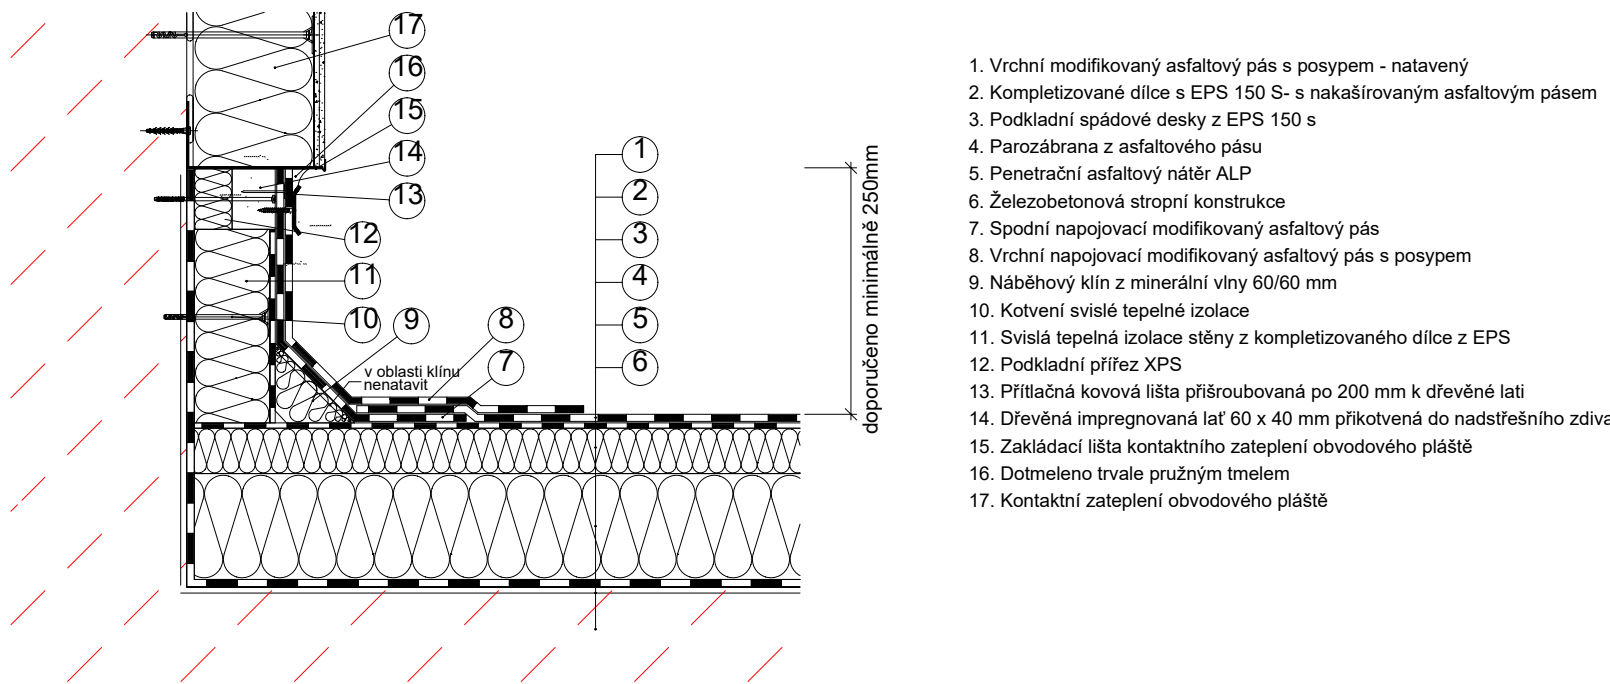 17
16
15
14
13
12
11
10
9
8
7
1
2
3
4
5
6
v oblasti klínu
nenatavit
doporučeno minimálně 250mm
1. Vrchní modifikovaný asfaltový pás s posypem - natavený
2. Kompletizované dílce s EPS 150 S- s nakašírovaným asfaltovým pásem
3. Podkladní spádové desky z EPS 150 s
4. Parozábrana z asfaltového pásu
5. Penetrační asfaltový nátěr ALP
6. Železobetonová stropní konstrukce
7. Spodní napojovací modifikovaný asfaltový pás
8. Vrchní napojovací modifikovaný asfaltový pás s posypem
9. Náběhový klín z minerální vlny 60/60 mm
10. Kotvení svislé tepelné izolace
11. Svislá tepelná izolace stěny z kompletizovaného dílce z EPS
12. Podkladní přířez XPS
13. Přítlačná kovová lišta přišroubovaná po 200 mm k dřevěné lati
14. Dřevěná impregnovaná lať 60 x 40 mm přikotvená do nadstřešního zdiva
15. Zakládací lišta kontaktního zateplení obvodového pláště
16. Dotmeleno trvale pružným tmelem
17. Kontaktní zateplení obvodového pláště